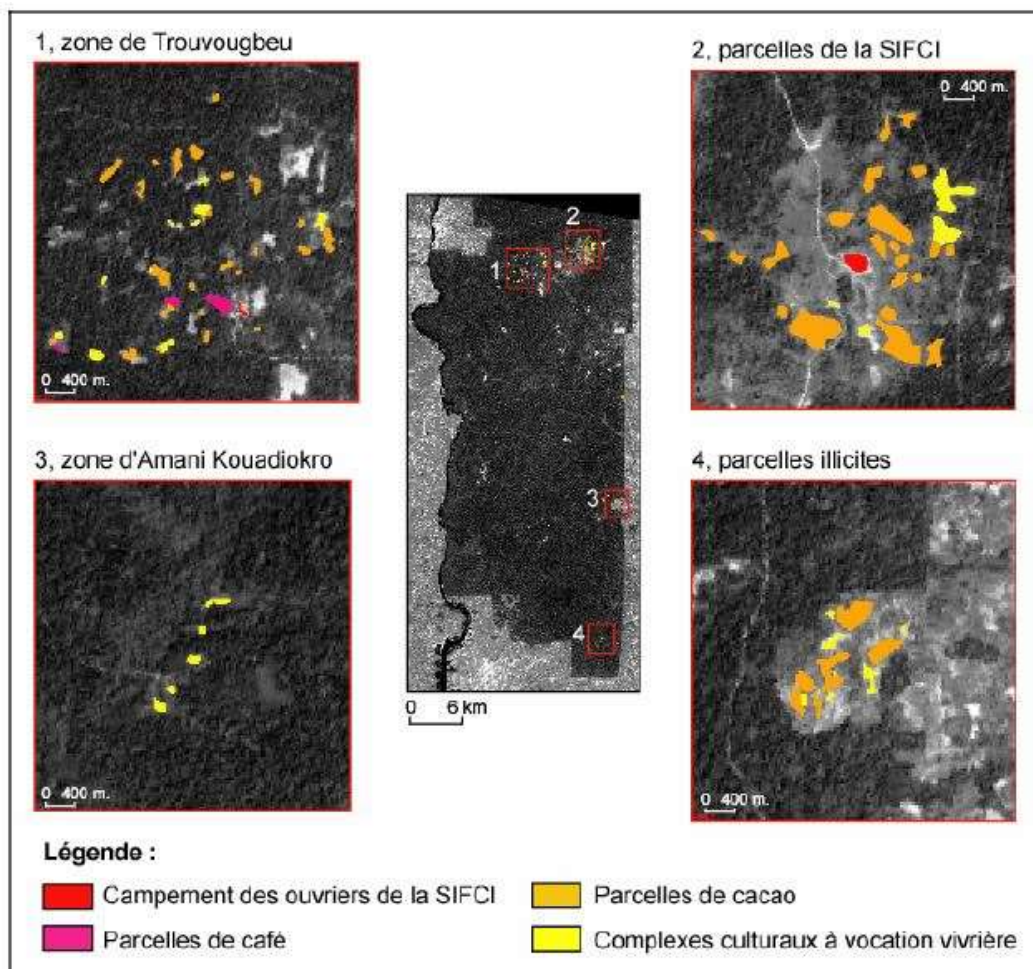 1, zone de Trouvougbeu
2, parcelles de la SIFCI
0 400 m.
0 400 m.
2
1
3
4
0 6 km
3, zone d'Amani Kouadiokro
4, parcelles illicites
0 400 m.
0 400 m.
Légende :
Campement des ouvriers de la SIFCI
Parcelles de cacao
Parcelles de café
Complexes culturaux à vocation vivrière